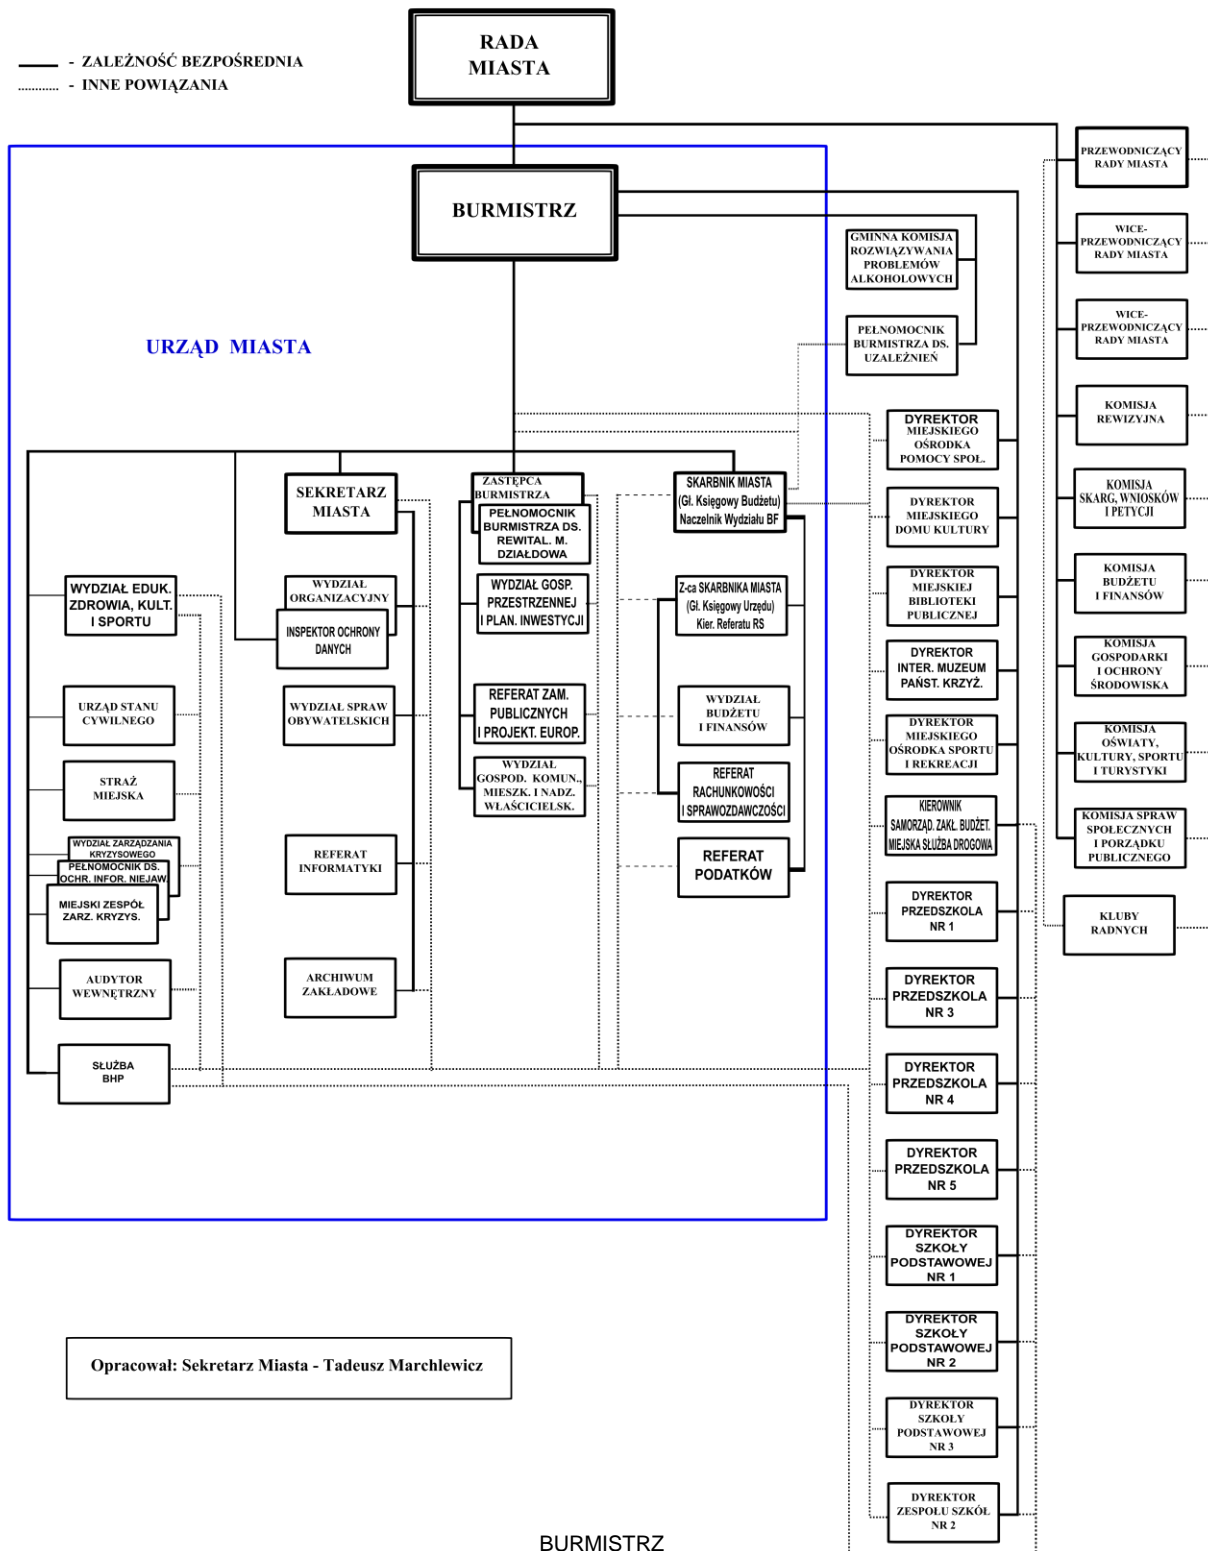 RADA
MIASTA
- ZALEŻNOŚĆ BEZPOŚREDNIA
- INNE POWIĄZANIA
BURMISTRZ
URZĄD MIASTA
GMINNA KOMISJA
ROZWIĄZYWANIA
PROBLEMÓW
ALKOHOLOWYCH
PEŁNOMOCNIK
BURMISTRZA DS.
UZALEŻNIEŃ
PRZEWODNICZĄCY
RADY MIASTA
WICE-
PRZEWODNICZĄCY
RADY MIASTA
WICE-
PRZEWODNICZĄCY
RADY MIASTA
KOMISJA
REWIZYJNA
KOMISJA
SKARG, WNIOSKÓW
I PETYCJI
KOMISJA
BUDŻETU
I FINANSÓW
KOMISJA
GOSPODARKI
I OCHRONY
ŚRODOWISKA
KOMISJA
OŚWIATY,
KULTURY, SPORTU
I TURYSTYKI
KOMISJA SPRAW
SPOŁECZNYCH
I PORZĄDKU
PUBLICZNEGO
KLUBY
RADNYCH
WYDZIAŁ EDUK.
ZDROWIA, KULT.
I SPORTU
URZĄD STANU
CYWILNEGO
STRAŻ
MIEJSKA
WYDZIAŁ ZARZĄDZANIA
KRYZYSOWEGO
PEŁNOMOCNIK DS.
OCHR. INFOR. NIEJAW.
MIEJSKI ZESPÓŁ
ZARZ. KRYZYS.
AUDYTOR
WEWNĘTRZNY
SŁUŻBA
BHP
SEKRETARZ
MIASTA
WYDZIAŁ
ORGANIZACYJNY
INSPEKTOR OCHRONY
DANYCH
WYDZIAŁ SPRAW
OBYWATELSKICH
REFERAT
INFORMATYKI
ARCHIWUM
ZAKŁADOWE
ZASTĘPCA
BURMISTRZA
PEŁNOMOCNIK
BURMISTRZA DS.
REWITAL. M.
DZIAŁDOWA
WYDZIAŁ GOSP.
PRZESTRZENNEJ
I PLAN. INWESTYCJI
REFERAT ZAM.
PUBLICZNYCH
I PROJEKT. EUROP.
WYDZIAŁ
GOSPOD. KOMUN.,
MIESZK. I NADZ.
WŁAŚCICIELSK.
SKARBNIK MIASTA
(Gł. Księgowy Budżetu)
Naczelnik Wydziału BF
Z-ca SKARBNIKA MIASTA
(Gł. Księgowy Urzędu)
Kier. Referatu RS
WYDZIAŁ
BUDŻETU
I FINANSÓW
REFERAT
RACHUNKOWOŚCI
I SPRAWOZDAWCZOŚCI
REFERAT
PODATKÓW
DYREKTOR
MIEJSKIEGO
OŚRODKA
POMOCY SPOŁ.
DYREKTOR
MIEJSKIEGO
DOMU KULTURY
DYREKTOR
MIEJSKIEJ
BIBLIOTEKI
PUBLICZNEJ
DYREKTOR
INTER. MUZEUM
PAŃST. KRZYŻ.
DYREKTOR
MIEJSKIEGO
OŚRODKA SPORTU
I REKREACJI
KIEROWNIK
SAMORZĄD. ZAKŁ. BUDŻET.
MIEJSKA SŁUŻBA DROGOWA
DYREKTOR
PRZEDSZKOLA
NR 1
DYREKTOR
PRZEDSZKOLA
NR 3
DYREKTOR
PRZEDSZKOLA
NR 4
DYREKTOR
PRZEDSZKOLA
NR 5
DYREKTOR
SZKOŁY
PODSTAWOWEJ
NR 1
DYREKTOR
SZKOŁY
PODSTAWOWEJ
NR 2
DYREKTOR
SZKOŁY
PODSTAWOWEJ
NR 3
DYREKTOR
ZESPOŁU SZKÓŁ
NR 2
Opracował: Sekretarz Miasta - Tadeusz Marchlewicz
BURMISTRZ